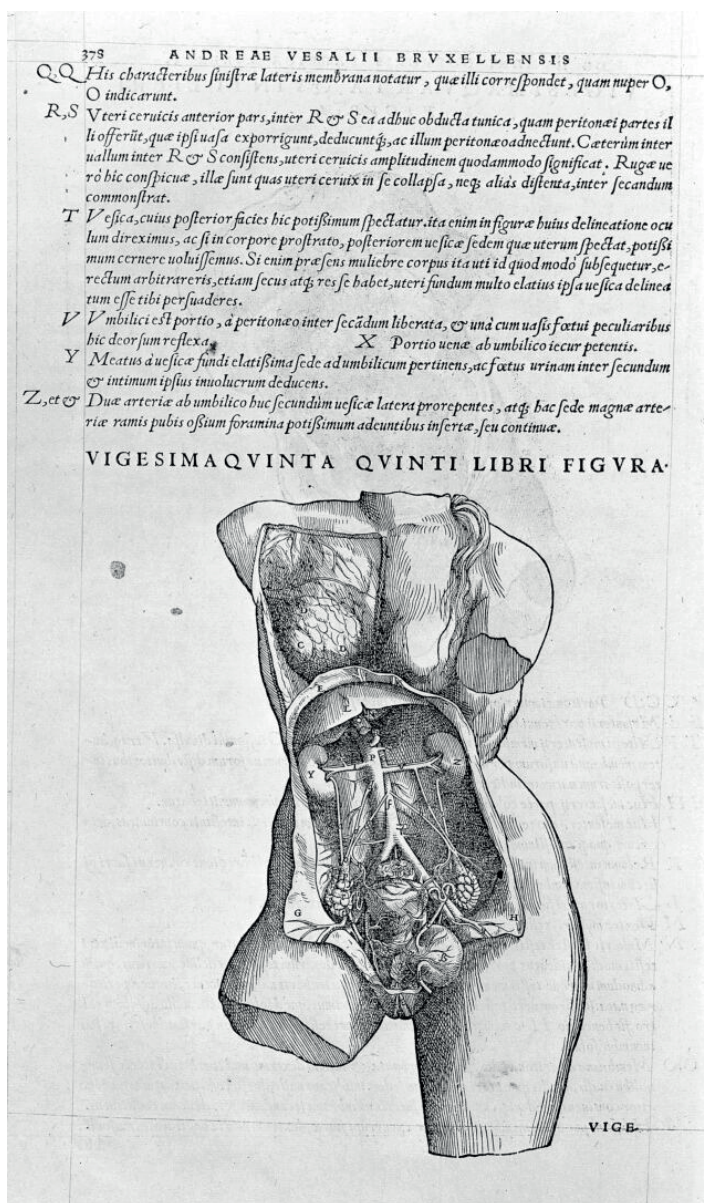 378 ANDREAE VESALII BRVXELLENSIS
Q.Q His characteribus sinistræ lateris membrana notatur, quæ illi correspondet, quam nuper O,
O indicarunt.
R,S Vteri ceruicis anterior pars, inter R & S ea adhuc obducta tunica, quam peritonæi partes il
li offerūt, quæ ipsi uasa exporrigunt, deducuntq́;, ac illum peritonæo adnectunt. Cæterùm inter
uallum inter R & S consistens, uteri ceruicis amplitudinem quodammodo significat. Rugæ ue
rò hîc conspicuæ, illæ sunt quas uteri ceruix in se collapsa, neq; aliàs distenta, inter secandum
commonstrat.
T Vesica, cuius posterior facies hîc potißimum spectatur. ita enim in figuræ huius delineatione ocu
lum direximus, ac si in corpore prostrato, posteriorem uesicæ sedem quæ uterum spectat, potißi
mum cernere uoluissemus. Si enim præsens muliebre corpus ita uti id quod modò subsequetur, e-
rectum arbitrareris, etiam secus atq; res se habet, uteri fundum multo elatius ipsa uesica delinea
tum esse tibi persuaderes.
V Vmbilici est portio, à peritonæo inter secādum liberata, & unà cum uasis fœtui peculiaribus
hîc deorsum reflexa. X Portio uenæ ab umbilico iecur petentis.
Y Meatus à uesicæ fundi elatißima sede ad umbilicum pertinens, ac fœtus urinam inter secundum
& intimum ipsius inuolucrum deducens.
Z, et & Duæ arteriæ ab umbilico huc secundùm uesicæ latera prorepentes, atq; hac sede magnæ arte-
riæ ramis pubis oßium foramina potißimum adeuntibus insertæ, seu continuæ.
VIGESIMAQVINTA QVINTI LIBRI FIGVRA.
C D
E
L
P
Y Z
G H
B
VIGE-